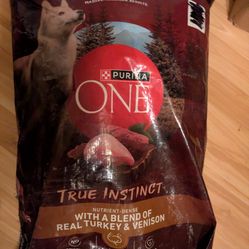 PURINA
ONE
TRUE INSTINCT
NUTRIENT-DENSE
WITH A BLEND OF
REAL TURKEY & VENISON